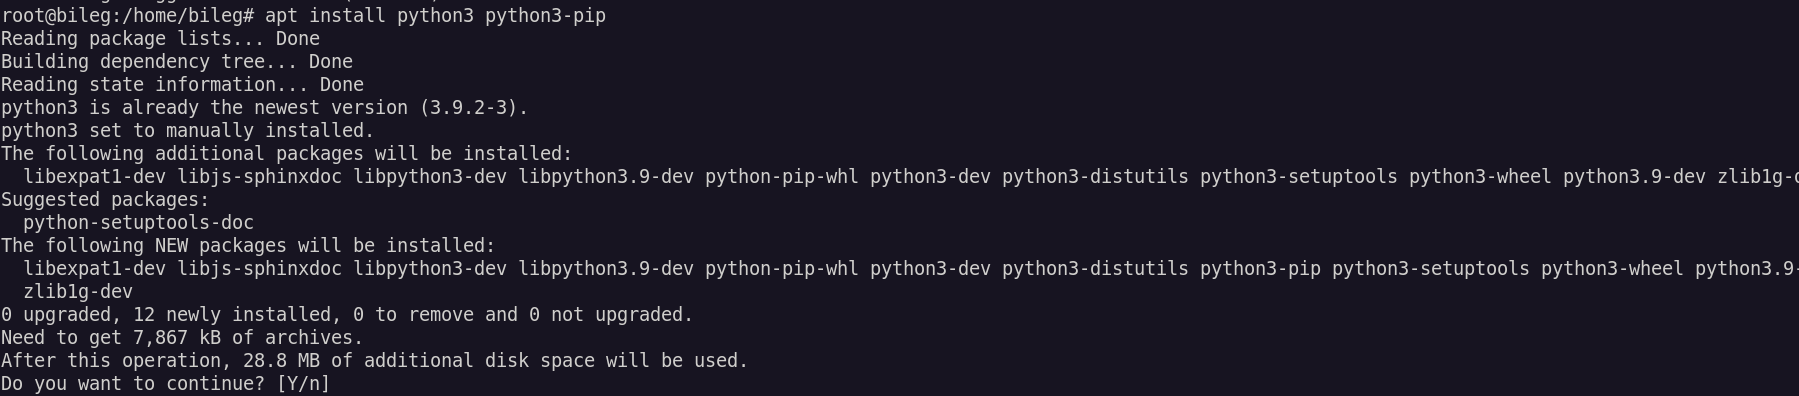 root@bileg:/home/bileg# apt install python3 python3-pip
Reading package lists... Done
Building dependency tree... Done
Reading state information... Done
python3 is already the newest version (3.9.2-3).
python3 set to manually installed.
The following additional packages will be installed:
  libexpat1-dev libjs-sphinxdoc libpython3-dev libpython3.9-dev python-pip-whl python3-dev python3-distutils python3-setuptools python3-wheel python3.9-dev
Suggested packages:
  python-setuptools-doc
The following NEW packages will be installed:
  libexpat1-dev libjs-sphinxdoc libpython3-dev libpython3.9-dev python-pip-whl python3-dev python3-distutils python3-pip python3-setuptools python3-wheel
  zlib1g-dev
0 upgraded, 12 newly installed, 0 to remove and 0 not upgraded.
Need to get 7,867 kB of archives.
After this operation, 28.8 MB of additional disk space will be used.
Do you want to continue? [Y/n]